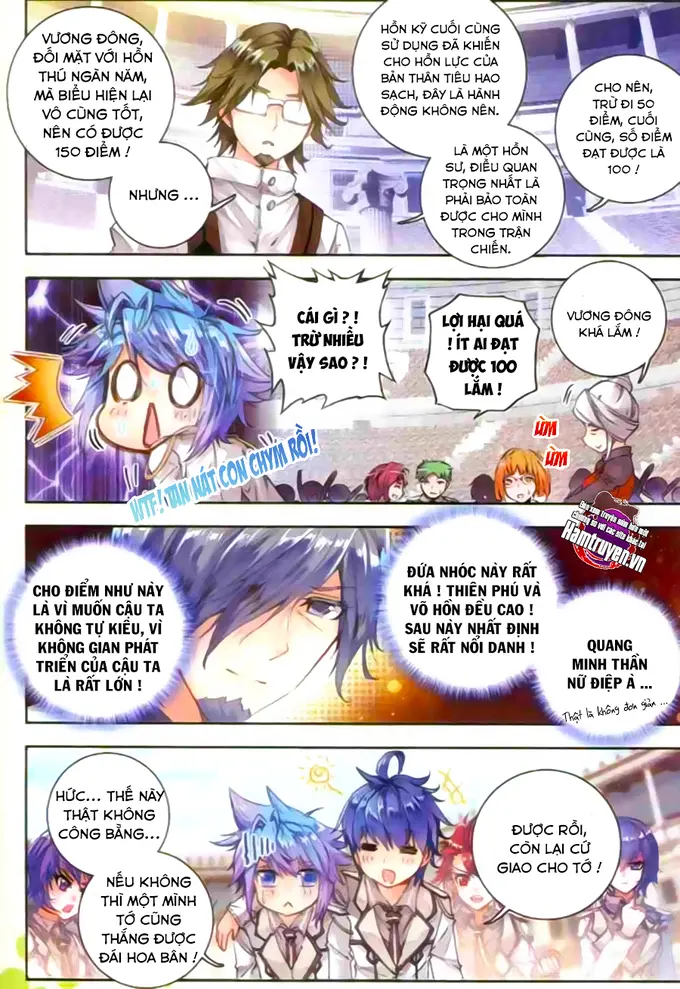 VƯƠNG ĐÔNG,
ĐỐI MẶT VỚI HỒN
THÚ NGÀN NĂM,
MÀ BIỂU HIỆN LẠI
VÔ CÙNG TỐT,
NÊN CÓ ĐƯỢC
150 ĐIỂM !
NHƯNG ...
HỒN KỸ CUỐI CÙNG
SỬ DỤNG ĐÃ KHIẾN
CHO HỒN LỰC CỦA
BẢN THÂN TIÊU HAO
SẠCH, ĐÂY LÀ HÀNH
ĐỘNG KHÔNG NÊN.
LÀ MỘT HỒN
SƯ, ĐIỀU QUAN
TRỌNG NHẤT LÀ
PHẢI BẢO TOÀN
ĐƯỢC CHO MÌNH
TRONG TRẬN
CHIẾN.
CHO NÊN,
TRỪ ĐI 50
ĐIỂM, CUỐI
CÙNG, SỐ ĐIỂM
ĐẠT ĐƯỢC LÀ
100 !
CÁI GÌ ? !
TRỪ NHIỀU
VẬY SAO ? !
LỢI HẠI QUÁ
! ÍT AI ĐẠT
ĐƯỢC 100
LẮM !
VƯƠNG ĐÔNG
KHÁ LẮM !
WTF! TAN NÁT CON CHYM RỒI!
ỪM
ỪM
Hamtruyen.vn
CHO ĐIỂM NHƯ NÀY
LÀ VÌ MUỐN CẬU TA
KHÔNG TỰ KIÊU, VÌ
KHÔNG GIAN PHÁT
TRIỂN CỦA CẬU TA
LÀ RẤT LỚN !
ĐỨA NHÓC NÀY RẤT
KHÁ ! THIÊN PHÚ VÀ
VÕ HỒN ĐỀU CAO !
SAU NÀY NHẤT ĐỊNH
SẼ RẤT NỔI DANH !
QUANG
MINH THẦN
NỮ ĐIỆP À ...
Thật là không đơn giản ...
HỨC... THẾ NÀY
THẬT KHÔNG
CÔNG BẰNG...
NẾU KHÔNG
THÌ MỘT MÌNH
TỚ CŨNG
THẮNG ĐƯỢC
ĐÁI HOA BÂN !
ĐƯỢC RỒI,
CÒN LẠI CỨ
GIAO CHO TỚ !